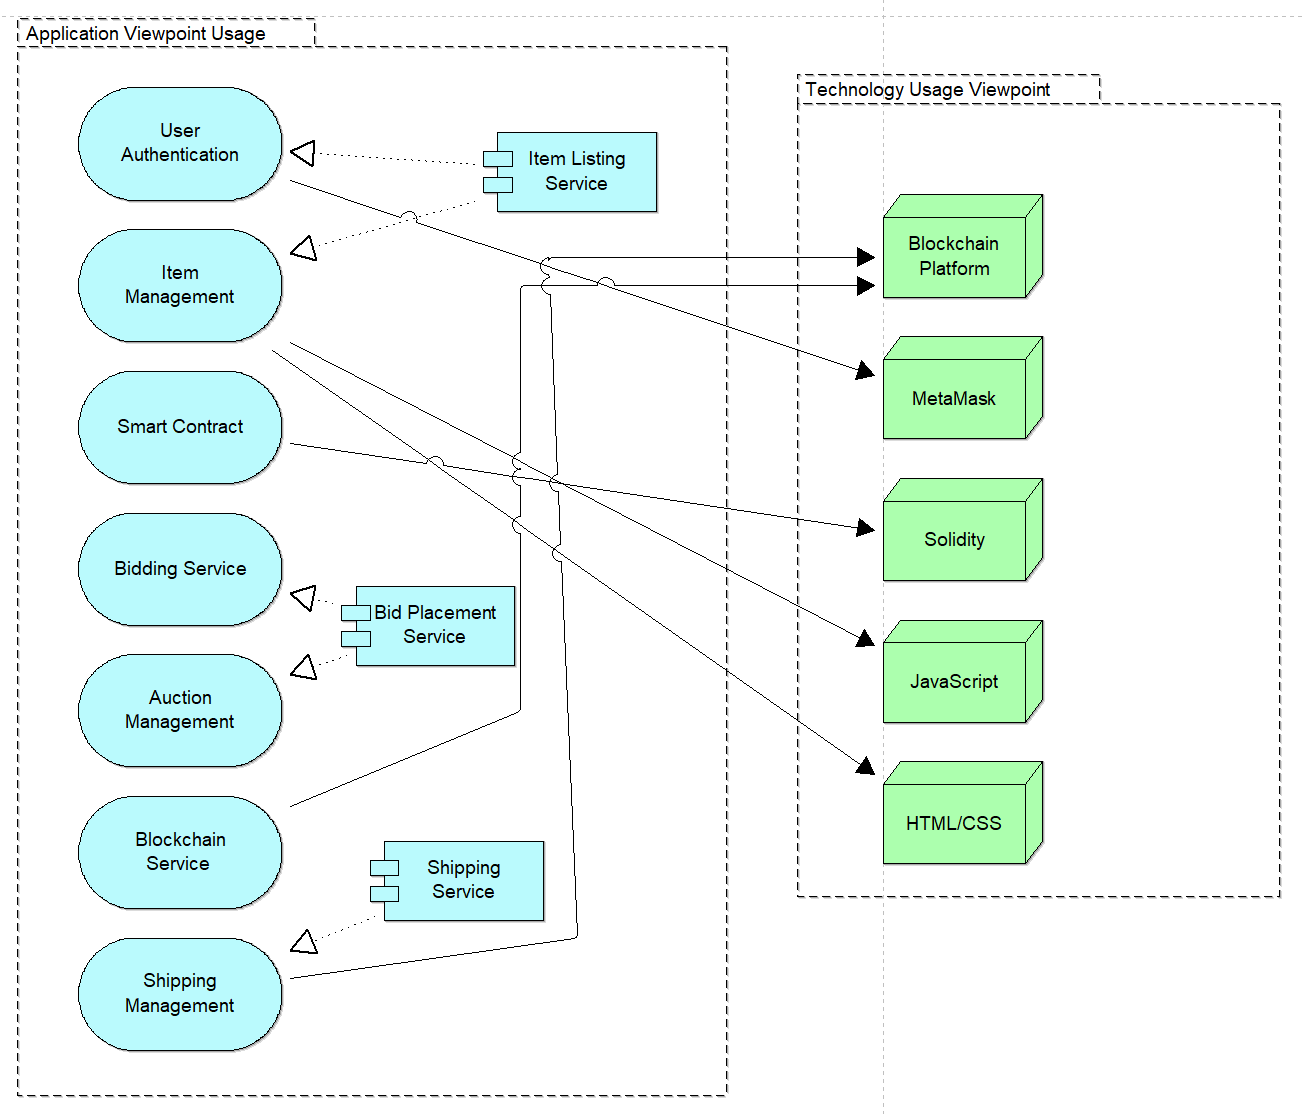 Application Viewpoint Usage
User
Authentication
Item Listing
Service
Item
Management
Smart Contract
Bidding Service
Bid Placement
Service
Auction
Management
Blockchain
Service
Shipping
Service
Shipping
Management
Technology Usage Viewpoint
Blockchain
Platform
MetaMask
Solidity
JavaScript
HTML/CSS